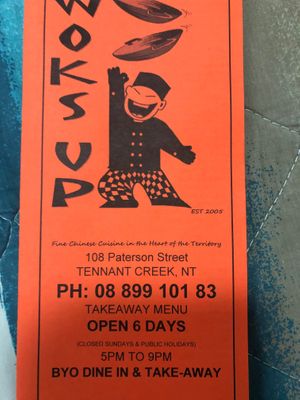 WOKS UP
EST 2005
Fine Chinese Cuisine in the Heart of the Territory
108 Paterson Street
TENNANT CREEK, NT
PH: 08 899 101 83
TAKEAWAY MENU
OPEN 6 DAYS
(CLOSED SUNDAYS & PUBLIC HOLIDAYS)
5PM TO 9PM
BYO DINE IN & TAKE-AWAY